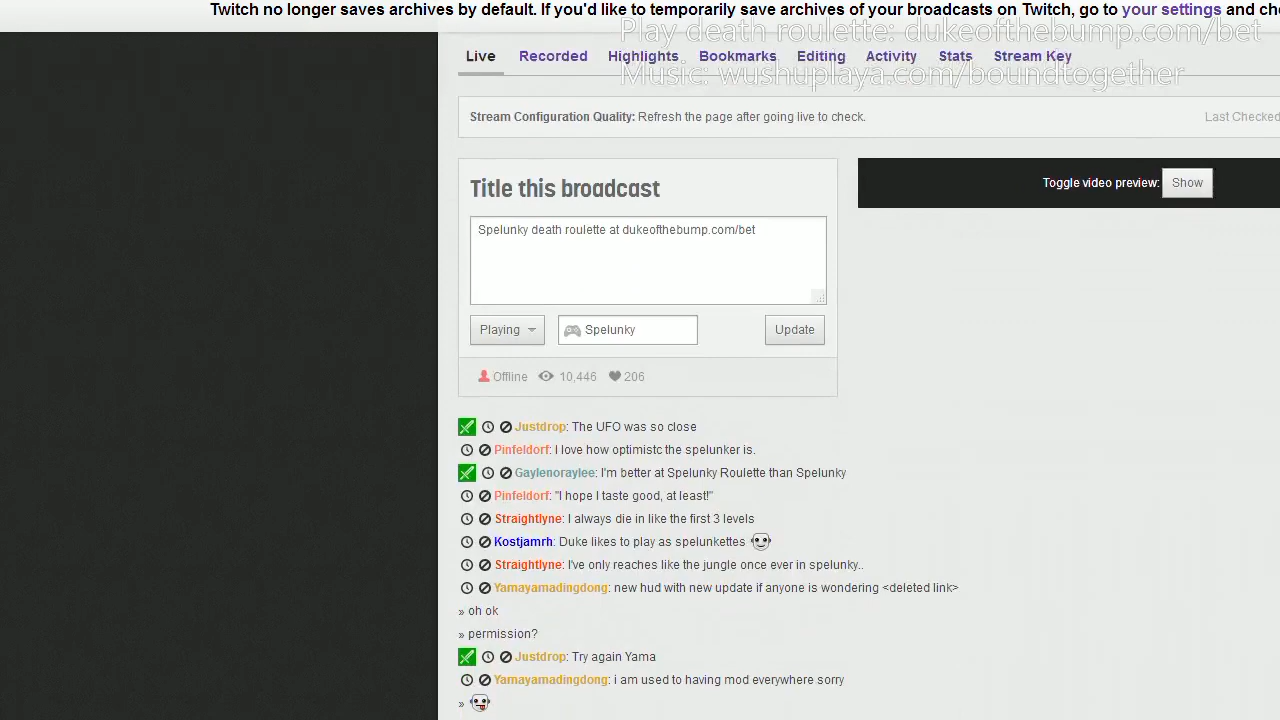 Twitch no longer saves archives by default. If you'd like to temporarily save archives of your broadcasts on Twitch, go to your settings and che
Play death roulette: dukeofthebump.com/bet
Live Recorded Highlights Bookmarks Editing Activity Stats Stream Key
Music: wushuplaya.com/boundtogether
Stream Configuration Quality: Refresh the page after going live to check. Last Checked
Title this broadcast
Toggle video preview: Show
Spelunky death roulette at dukeofthebump.com/bet
Playing Spelunky Update
Offline 10,446 206
Justdrop: The UFO was so close
Pinfeldorf: I love how optimistc the spelunker is.
Gaylenoraylee: I'm better at Spelunky Roulette than Spelunky
Pinfeldorf: "I hope I taste good, at least!"
Straightlyne: I always die in like the first 3 levels
Kostjamrh: Duke likes to play as spelunkettes
Straightlyne: I've only reaches like the jungle once ever in spelunky..
Yamayamadingdong: new hud with new update if anyone is wondering <deleted link>
» oh ok
» permission?
Justdrop: Try again Yama
Yamayamadingdong: i am used to having mod everywhere sorry
»